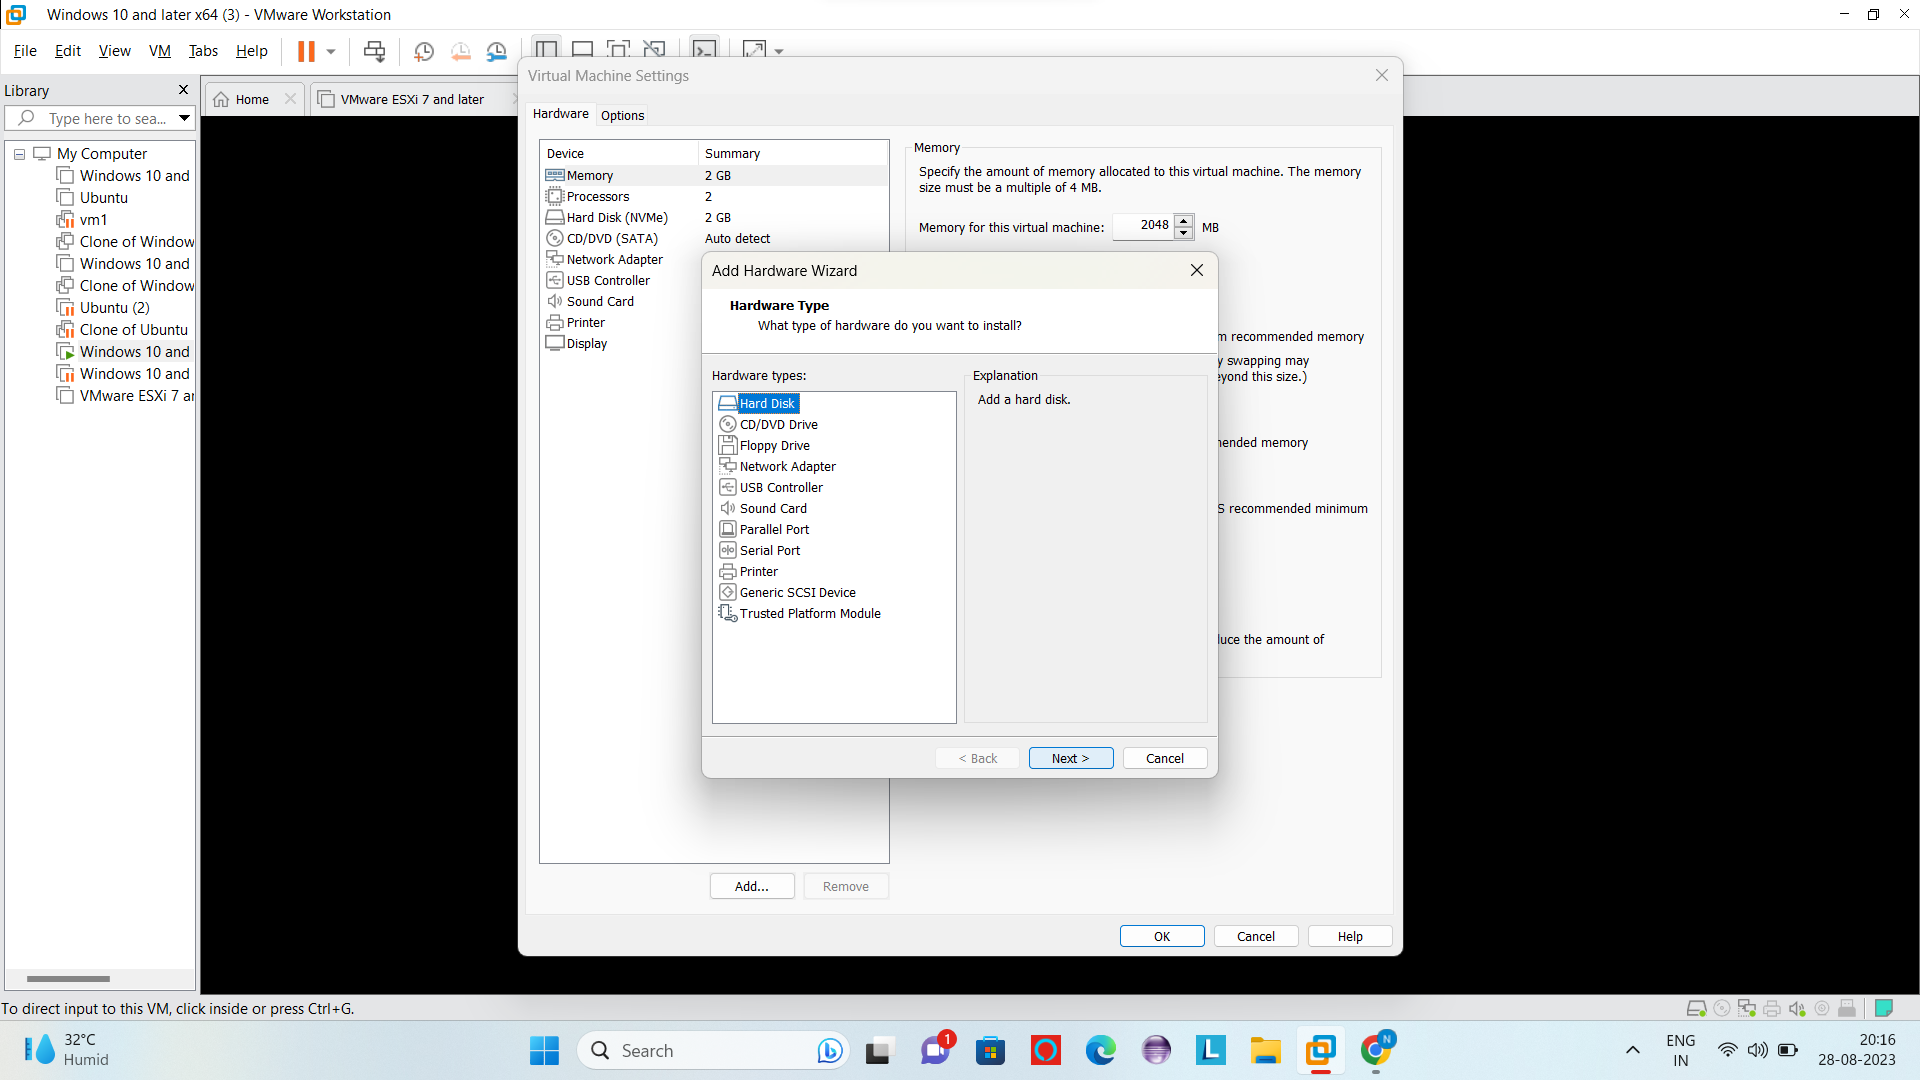 Windows 10 and later x64 (3) - VMware Workstation
File Edit View VM Tabs Help
Library
Type here to sea...
Home
VMware ESXi 7 and later
My Computer
Windows 10 and
Ubuntu
vm1
Clone of Window
Windows 10 and
Clone of Window
Ubuntu (2)
Clone of Ubuntu
Windows 10 and
Windows 10 and
VMware ESXi 7 ar
Virtual Machine Settings
Hardware Options
Device Summary
Memory 2 GB
Processors 2
Hard Disk (NVMe) 2 GB
CD/DVD (SATA) Auto detect
Network Adapter
USB Controller
Sound Card
Printer
Display
Memory
Specify the amount of memory allocated to this virtual machine. The memory
size must be a multiple of 4 MB.
Memory for this virtual machine: 2048 MB
m recommended memory
y swapping may
eyond this size.)
ended memory
S recommended minimum
luce the amount of
Add Hardware Wizard
Hardware Type
What type of hardware do you want to install?
Hardware types:
Hard Disk
CD/DVD Drive
Floppy Drive
Network Adapter
USB Controller
Sound Card
Parallel Port
Serial Port
Printer
Generic SCSI Device
Trusted Platform Module
Explanation
Add a hard disk.
< Back Next > Cancel
Add... Remove
OK Cancel Help
To direct input to this VM, click inside or press Ctrl+G.
32°C
Humid
Search
1
L
N
ENG
IN
20:16
28-08-2023